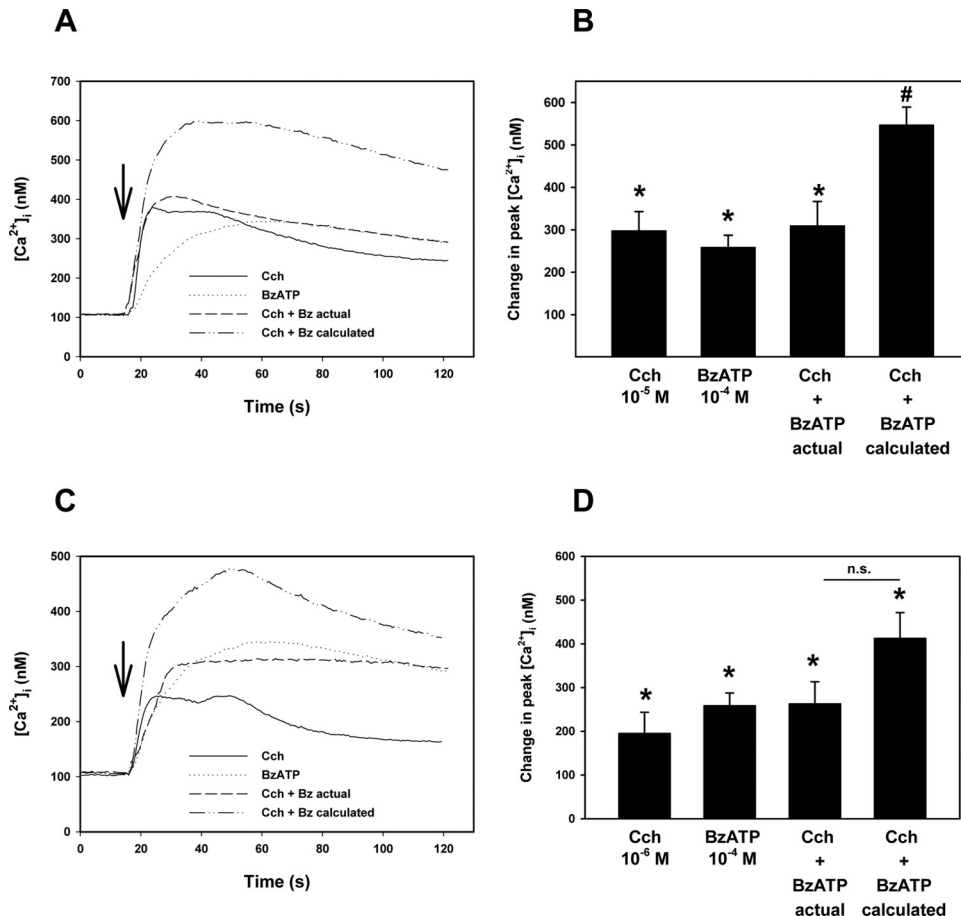 A
700
600
500
400
300
200
100
0
[Ca²⁺]ᵢ (nM)
Cch
BzATP
Cch + Bz actual
Cch + Bz calculated
0 20 40 60 80 100 120
Time (s)
B
600
500
400
300
200
100
Change in peak [Ca²⁺]ᵢ (nM)
* * * #
Cch
10⁻⁵ M
BzATP
10⁻⁴ M
Cch
+
BzATP
actual
Cch
+
BzATP
calculated
C
500
400
300
200
100
0
[Ca²⁺]ᵢ (nM)
Cch
BzATP
Cch + Bz actual
Cch + Bz calculated
0 20 40 60 80 100 120
Time (s)
D
600
500
400
300
200
100
0
Change in peak [Ca²⁺]ᵢ (nM)
n.s.
* * * *
Cch
10⁻⁶ M
BzATP
10⁻⁴ M
Cch
+
BzATP
actual
Cch
+
BzATP
calculated